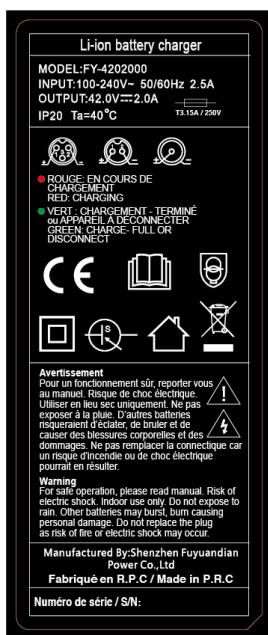 Li-ion battery charger
MODEL:FY-4202000
INPUT:100-240V~ 50/60Hz 2.5A
OUTPUT:42.0V⎓2.0A
IP20 Ta=40°C
T3.15A / 250V
ROUGE: EN COURS DE
CHARGEMENT
RED: CHARGING
VERT : CHARGEMENT - TERMINÉ
ou APPAREIL À DÉCONNECTER
GREEN: CHARGE- FULL OR
DISCONNECT
CE
S
Avertissement
Pour un fonctionnement sûr, reporter vous
au manuel. Risque de choc électrique.
Utiliser en lieu sec uniquement. Ne pas
exposer à la pluie. D'autres batteries
risqueraient d'éclater, de bruler et de
causer des blessures corporelles et des
dommages. Ne pas remplacer la connectique car
un risque d'incendie ou de choc électrique
pourrait en résulter.
Warning
For safe operation, please read manual. Risk of
electric shock. Indoor use only. Do not expose to
rain. Other batteries may burst, burn causing
personal damage. Do not replace the plug
as risk of fire or electric shock may occur.
Manufactured By:Shenzhen Fuyuandian
Power Co.,Ltd
Fabriqué en R.P.C / Made in P.R.C
Numéro de série / S/N: